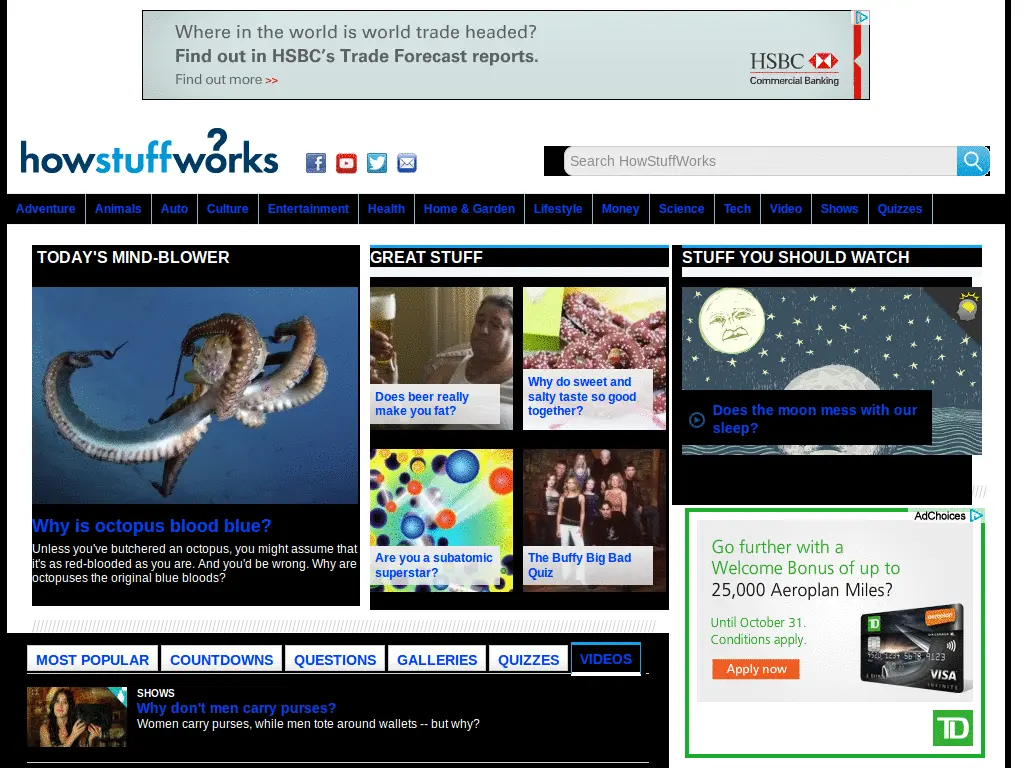 Where in the world is world trade headed?
Find out in HSBC's Trade Forecast reports.
Find out more >>
HSBC
Commercial Banking
howstuffworks
Search HowStuffWorks
Adventure Animals Auto Culture Entertainment Health Home & Garden Lifestyle Money Science Tech Video Shows Quizzes
TODAY'S MIND-BLOWER
Why is octopus blood blue?
Unless you've butchered an octopus, you might assume that
it's as red-blooded as you are. And you'd be wrong. Why are
octopuses the original blue bloods?
GREAT STUFF
Does beer really
make you fat?
Why do sweet and
salty taste so good
together?
Are you a subatomic
superstar?
The Buffy Big Bad
Quiz
STUFF YOU SHOULD WATCH
Does the moon mess with our
sleep?
AdChoices
Go further with a
Welcome Bonus of up to
25,000 Aeroplan Miles?
Until October 31.
Conditions apply.
Apply now
TD
aeroplan
VISA
INFINITE
TD
MOST POPULAR COUNTDOWNS QUESTIONS GALLERIES QUIZZES VIDEOS
SHOWS
Why don't men carry purses?
Women carry purses, while men tote around wallets -- but why?